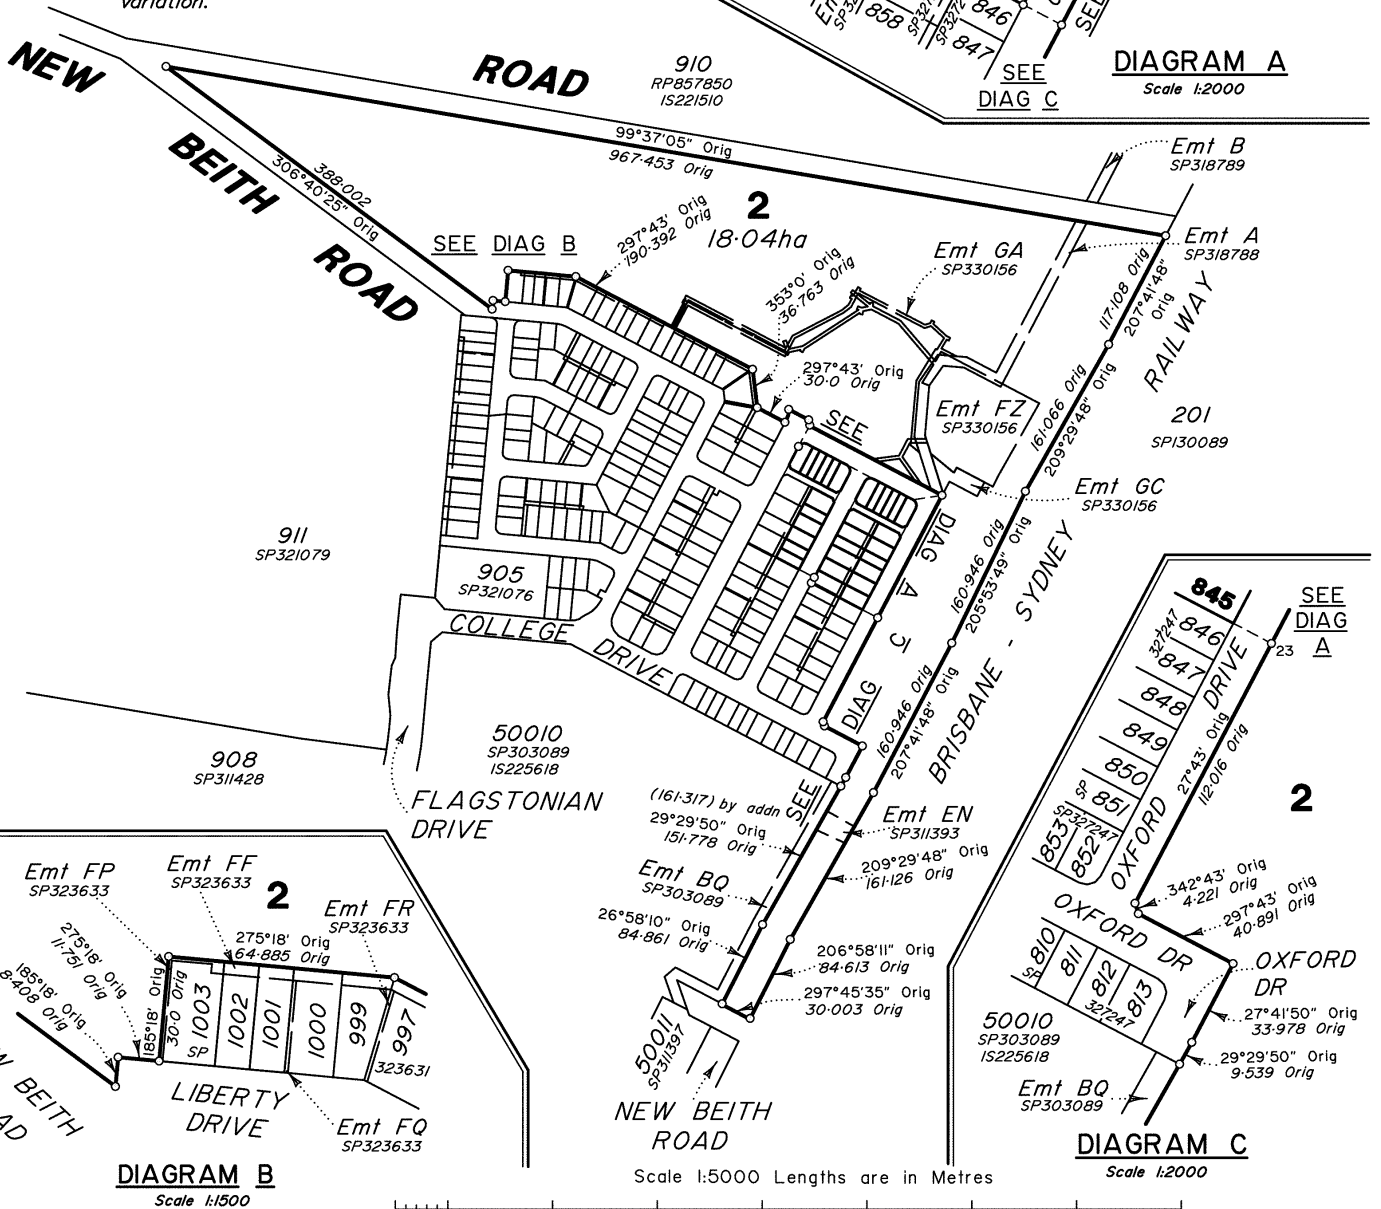 variation.
858
846
847
SEE
DIAG C
DIAGRAM A
Scale 1:2000
NEW
ROAD
910
RP857850
IS221510
99°37'05" Orig
967·453 Orig
Emt B
SP318789
BEITH
388·002
306°40'25" Orig
ROAD
SEE DIAG B
297°43' Orig
190·392 Orig
2
18·04ha
353°0' Orig
36·763 Orig
Emt GA
SP330156
Emt A
SP318788
117·108 Orig
207°41'48" Orig
RAILWAY
297°43' Orig
30·0 Orig
SEE
Emt FZ
SP330156
161·066 Orig
209°29'48" Orig
201
SP130089
Emt GC
SP330156
DIAG A
911
SP321079
905
SP321076
COLLEGE
DRIVE
160·946 Orig
205°53'49" Orig
BRISBANE - SYDNEY
SEE
DIAG C
160·946 Orig
207°41'48" Orig
908
SP311428
50010
SP303089
IS225618
FLAGSTONIAN
DRIVE
(161·317) by addn
29°29'50" Orig
151·778 Orig
Emt EN
SP311393
209°29'48" Orig
161·126 Orig
Emt BQ
SP303089
26°58'10" Orig
84·861 Orig
206°58'11" Orig
84·613 Orig
297°45'35" Orig
30·003 Orig
50011
SP311397
NEW BEITH
ROAD
Scale 1:5000 Lengths are in Metres
Emt FP
SP323633
Emt FF
SP323633
2
Emt FR
SP323633
275°18' Orig
64·885 Orig
275°18' Orig
11·751 Orig
185°18' Orig
8·408 Orig
185°18' Orig
30·0 Orig
1003
SP
1002
1001
1000
999
997
323631
LIBERTY
DRIVE
Emt FQ
SP323633
BEITH
DIAGRAM B
Scale 1:1500
845
SEE
DIAG
A
846
327247
847
848
849
850
SP
851
SP327247
853
852
23
OXFORD DRIVE
27°43' Orig
112·016 Orig
2
342°43' Orig
4·221 Orig
297°43' Orig
40·891 Orig
OXFORD DR
810
SP
811
812
813
327247
OXFORD
DR
27°41'50" Orig
33·978 Orig
29°29'50" Orig
9·539 Orig
50010
SP303089
IS225618
Emt BQ
SP303089
DIAGRAM C
Scale 1:2000